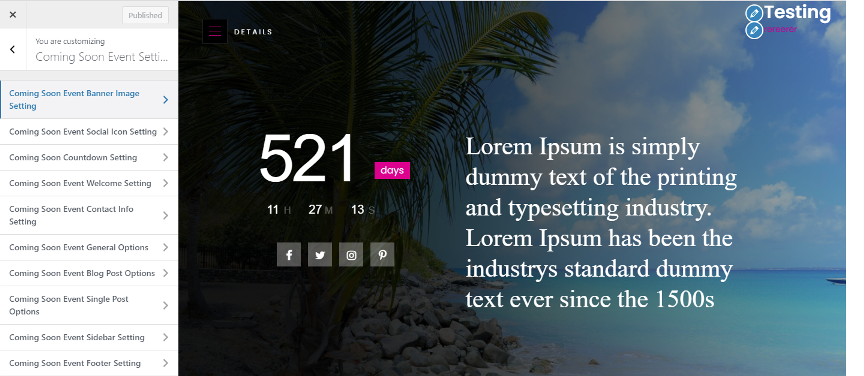 Published
You are customizing
Coming Soon Event Setti...
Coming Soon Event Banner Image
Setting
Coming Soon Event Social Icon Setting
Coming Soon Countdown Setting
Coming Soon Event Welcome Setting
Coming Soon Event Contact Info
Setting
Coming Soon Event General Options
Coming Soon Event Blog Post Options
Coming Soon Event Single Post
Options
Coming Soon Event Sidebar Setting
Coming Soon Event Footer Setting
DETAILS
Testing
521
days
11 H 27 M 13 S
Lorem Ipsum is simply
dummy text of the printing
and typesetting industry.
Lorem Ipsum has been the
industrys standard dummy
text ever since the 1500s